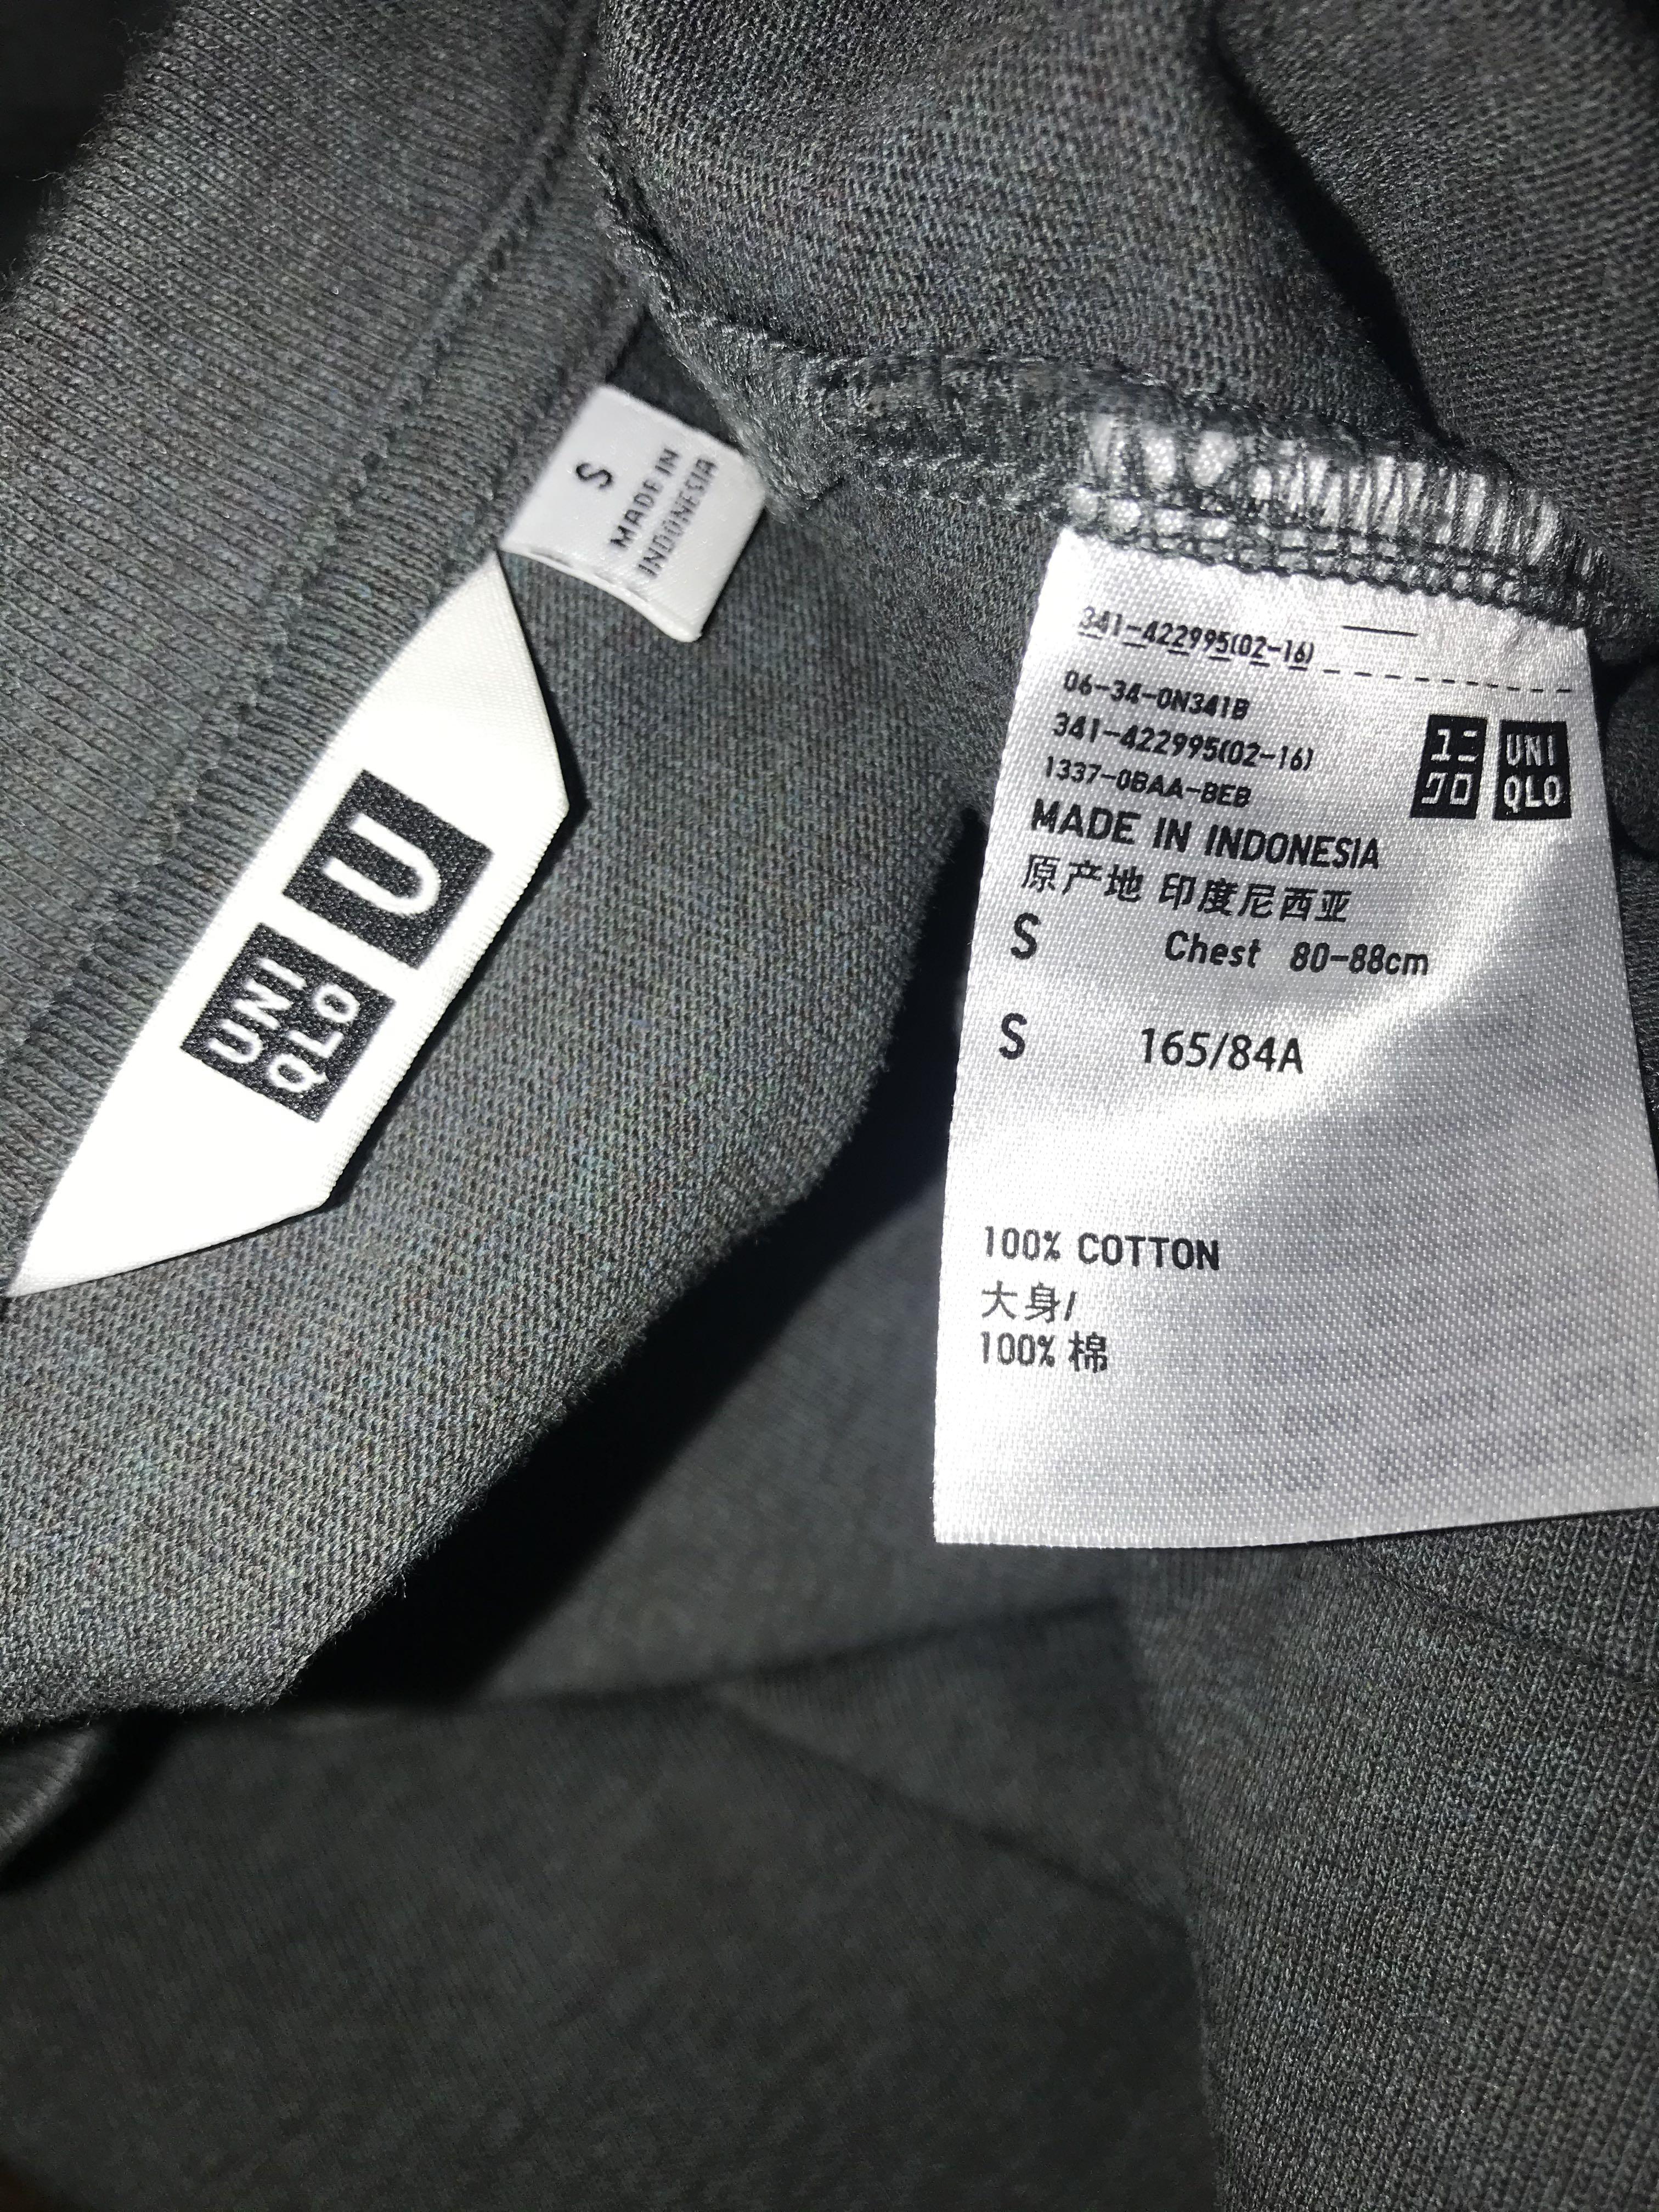 S
MADE IN
INDONESIA
UNI
QLO
U
341-422995(02-16)
06-34-0N341B
341-422995(02-16)
1337-0BAA-BEB
MADE IN INDONESIA
原产地 印度尼西亚
ユニ
クロ
UNI
QLO
S Chest 80-88cm
S 165/84A
100% COTTON
大身/
100% 棉